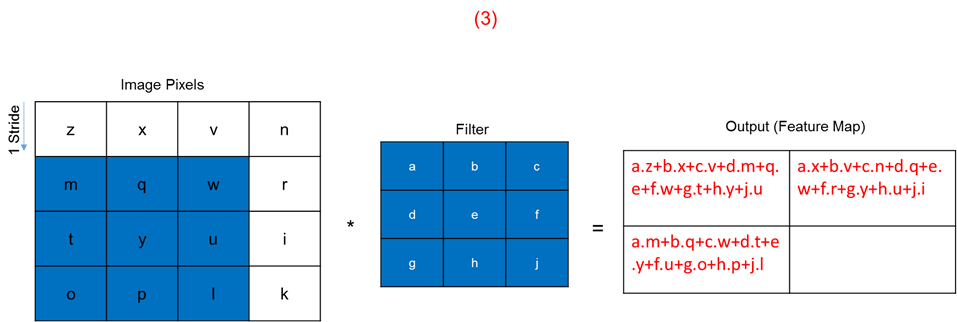 (3)
Image Pixels
1 Stride
z x v n
m q w r
t y u i
o p l k
*
Filter
a b c
d e f
g h j
=
Output (Feature Map)
a.z+b.x+c.v+d.m+q.
e+f.w+g.t+h.y+j.u
a.x+b.v+c.n+d.q+e.
w+f.r+g.y+h.u+j.i
a.m+b.q+c.w+d.t+e
.y+f.u+g.o+h.p+j.l